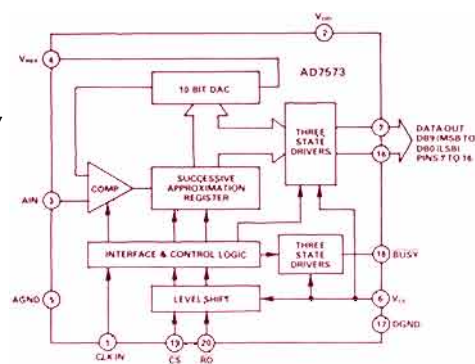 2
VREF
4
AD7573
10 BIT DAC
THREE
STATE
DRIVERS
7
16
DATA OUT
DB9 (MSB) TO
DB0 (LSB)
PINS 7 TO 16
AIN
3
COMP
SUCCESSIVE
APPROXIMATION
REGISTER
INTERFACE & CONTROL LOGIC
THREE
STATE
DRIVERS
18
BUSY
AGND
5
LEVEL SHIFT
6
17
DGND
1
19
20
CLK IN
CS
RD